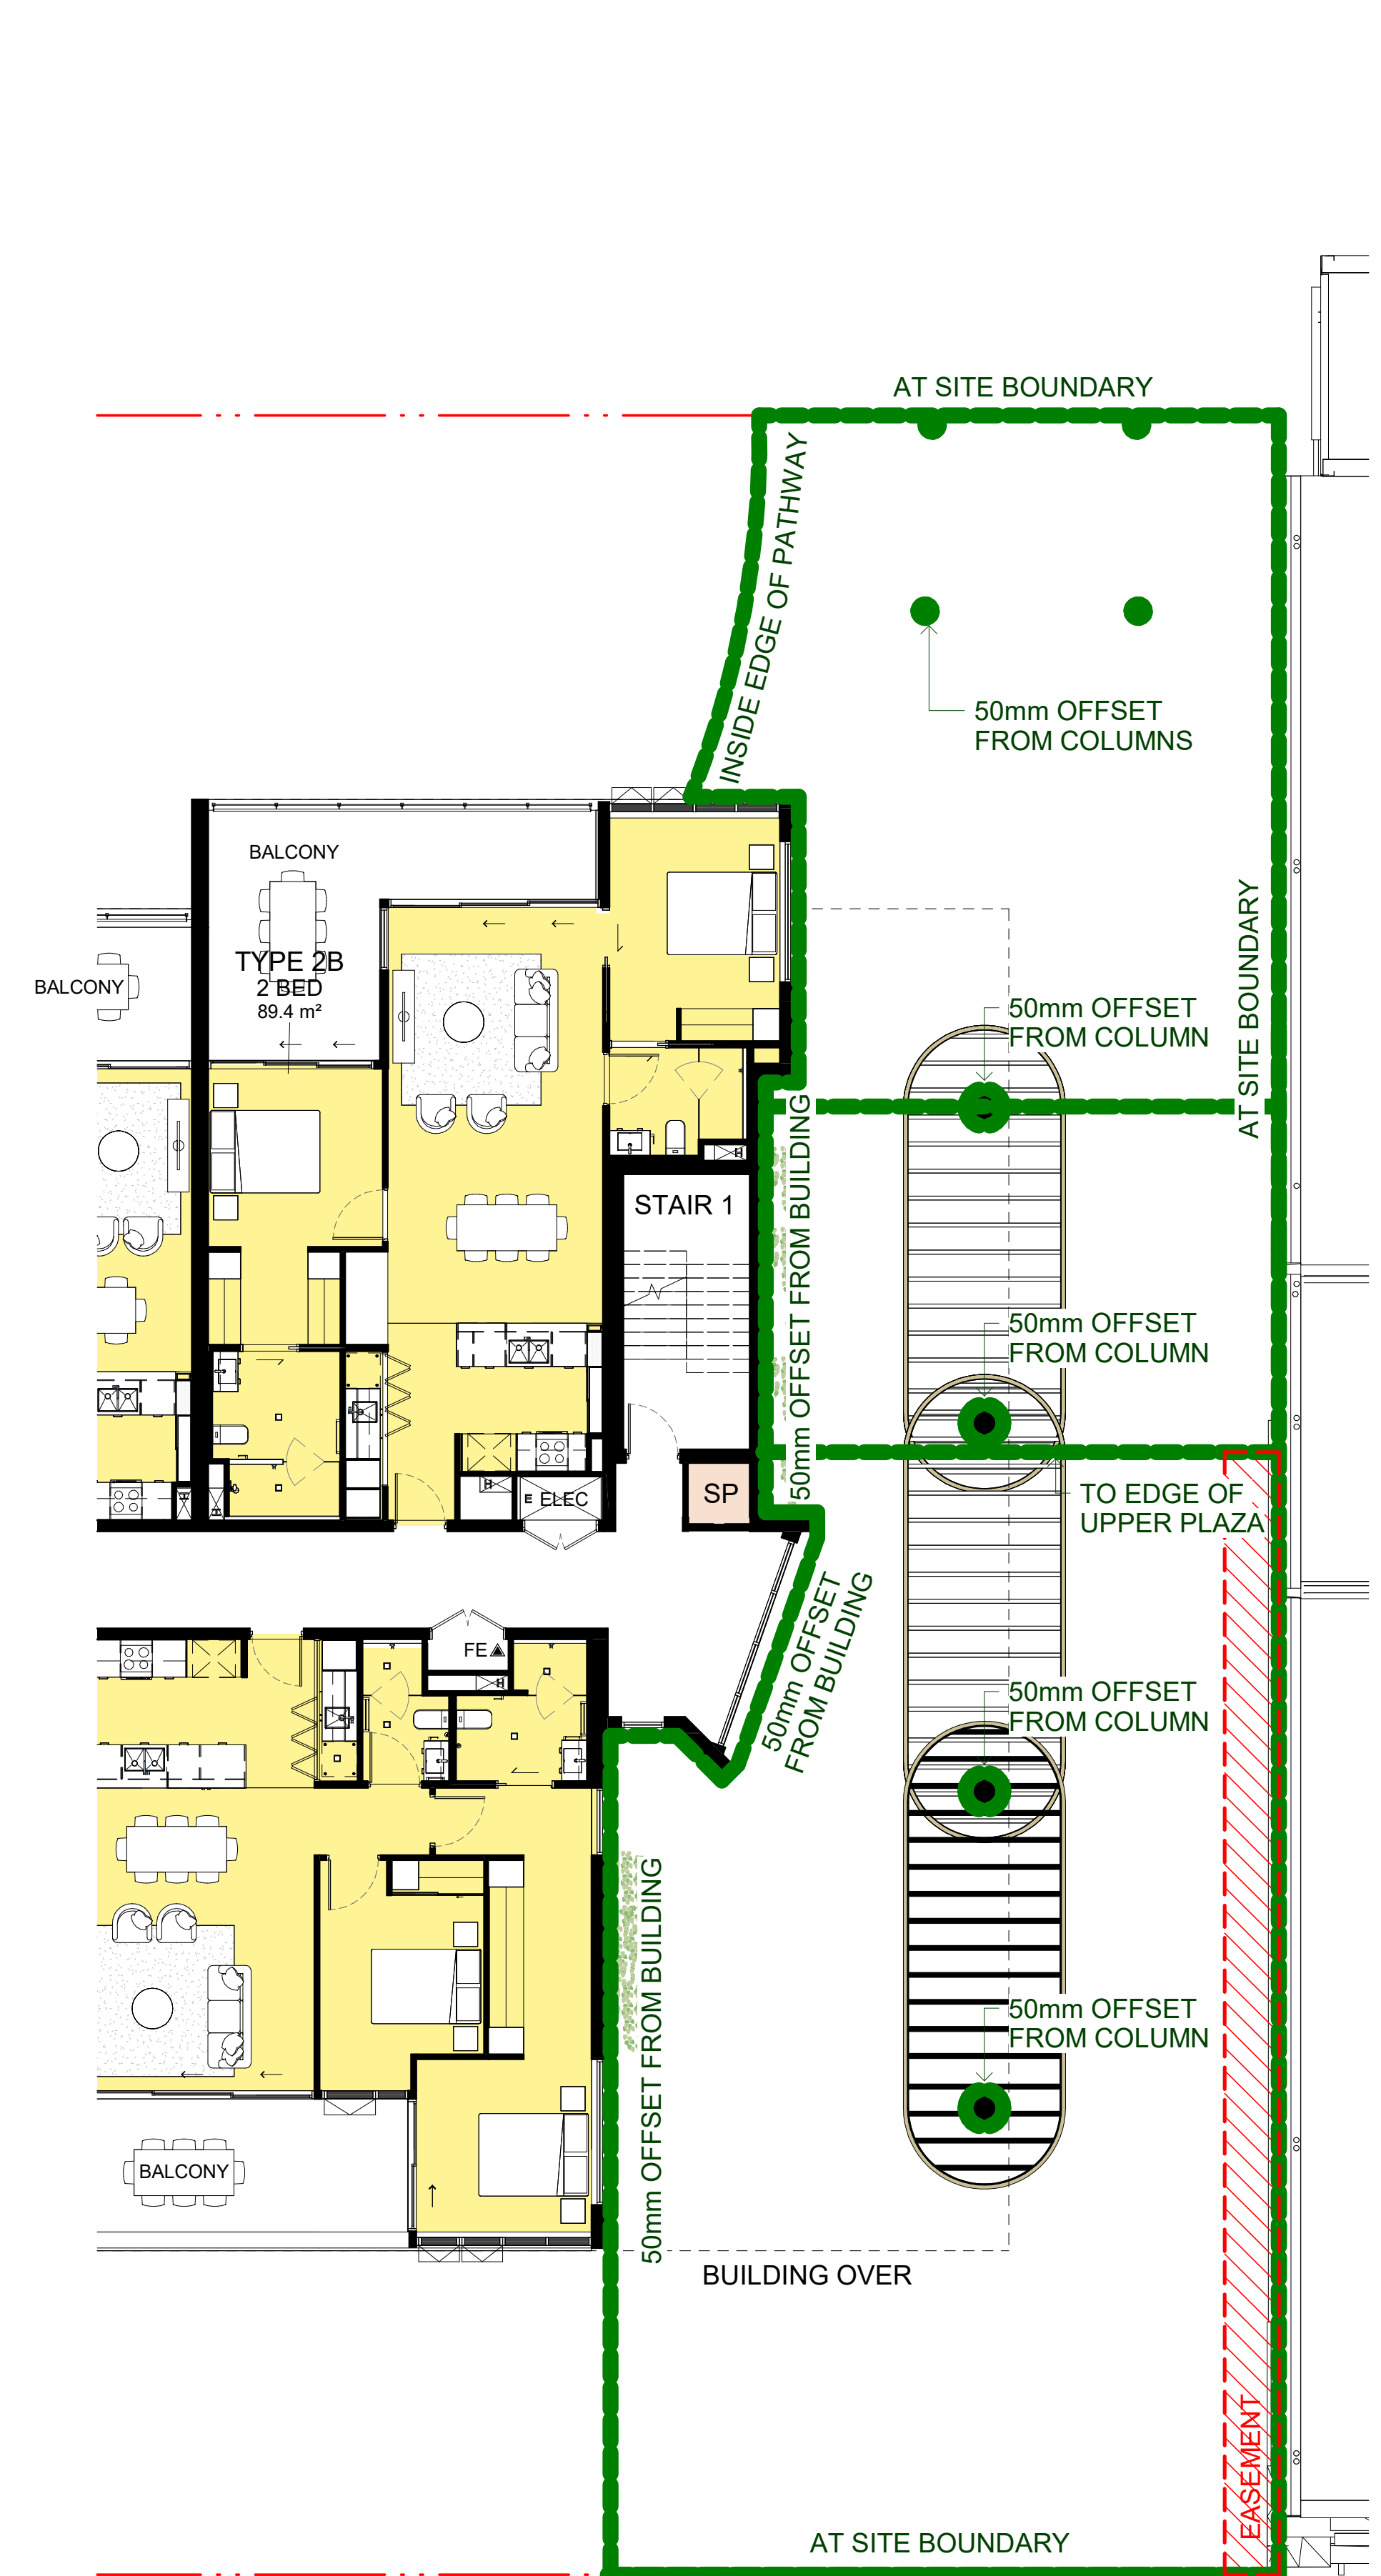 AT SITE BOUNDARY
INSIDE EDGE OF PATHWAY
50mm OFFSET
FROM COLUMNS
BALCONY
TYPE 2B
2 BED
89.4 m²
BALCONY
AT SITE BOUNDARY
50mm OFFSET
FROM COLUMN
50mm OFFSET FROM BUILDING
STAIR 1
50mm OFFSET
FROM COLUMN
SP
E ELEC
TO EDGE OF
UPPER PLAZA
50mm OFFSET
FROM BUILDING
FE
50mm OFFSET
FROM COLUMN
50mm OFFSET FROM BUILDING
50mm OFFSET
FROM COLUMN
BALCONY
BUILDING OVER
EASEMENT
AT SITE BOUNDARY